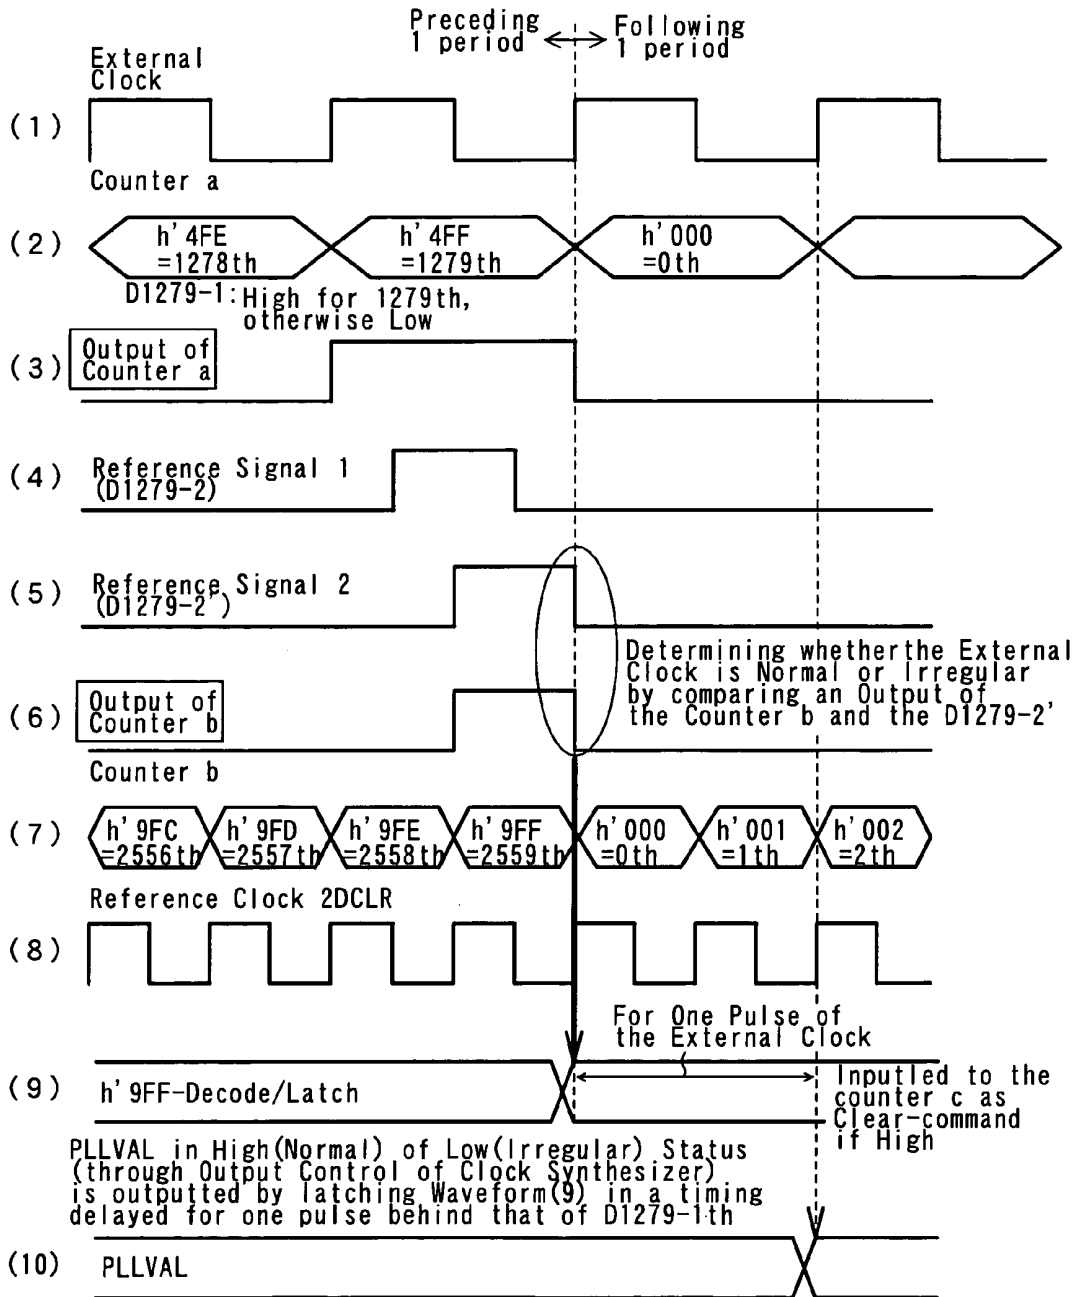 Preceding
1 period
Following
1 period
External
Clock
(1)
Counter a
(2)
h'4FE
=1278th
h'4FF
=1279th
h'000
=0th
D1279-1:High for 1279th,
otherwise Low
(3)
Output of
Counter a
(4)
Reference Signal 1
(D1279-2)
(5)
Reference Signal 2
(D1279-2')
Determining whetherthe External
Clock is Normal or Irregular
by comparing an Output of
the Counter b and the D1279-2'
(6)
Output of
Counter b
Counter b
(7)
h'9FC
=2556th
h'9FD
=2557th
h'9FE
=2558th
h'9FF
=2559th
h'000
=0th
h'001
=1th
h'002
=2th
Reference Clock 2DCLR
(8)
For One Pulse of
the External Clock
(9)
h'9FF-Decode/Latch
Inputled to the
counter c as
Clear-command
if High
PLLVAL in High(Normal) of Low(Irregular) Status
(through Output Control of Clock Synthesizer)
is outputted by latching Waveform(9) in a timing
delayed for one pulse behind that of D1279-1th
(10)
PLLVAL